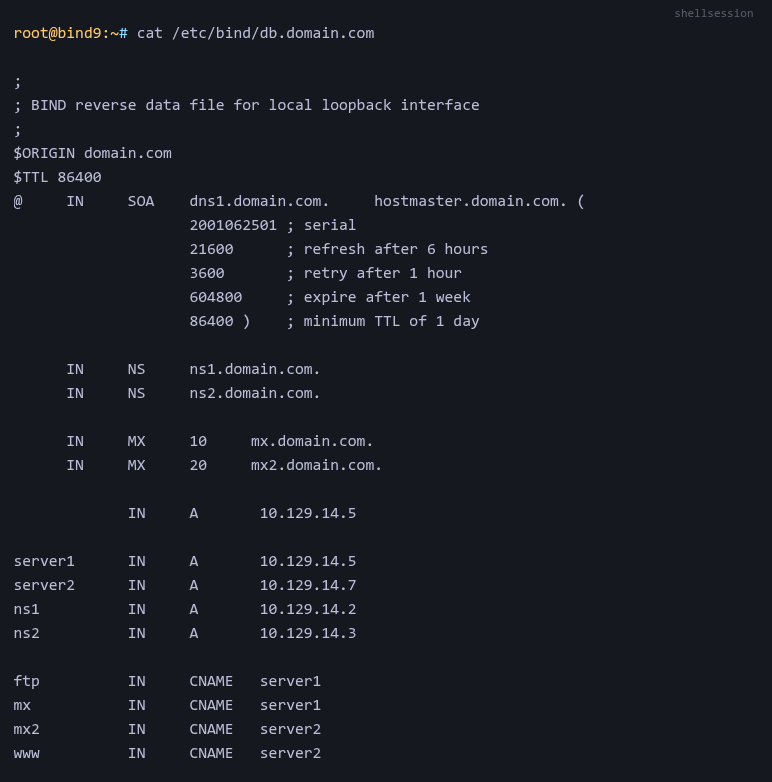 shellsession
root@bind9:~# cat /etc/bind/db.domain.com
;
; BIND reverse data file for local loopback interface
;
$ORIGIN domain.com
$TTL 86400
@     IN     SOA    dns1.domain.com.     hostmaster.domain.com. (
                    2001062501 ; serial
                    21600      ; refresh after 6 hours
                    3600       ; retry after 1 hour
                    604800     ; expire after 1 week
                    86400 )    ; minimum TTL of 1 day
      IN     NS     ns1.domain.com.
      IN     NS     ns2.domain.com.
      IN     MX     10     mx.domain.com.
      IN     MX     20     mx2.domain.com.
             IN     A       10.129.14.5
server1      IN     A       10.129.14.5
server2      IN     A       10.129.14.7
ns1          IN     A       10.129.14.2
ns2          IN     A       10.129.14.3
ftp          IN     CNAME   server1
mx           IN     CNAME   server1
mx2          IN     CNAME   server2
www          IN     CNAME   server2